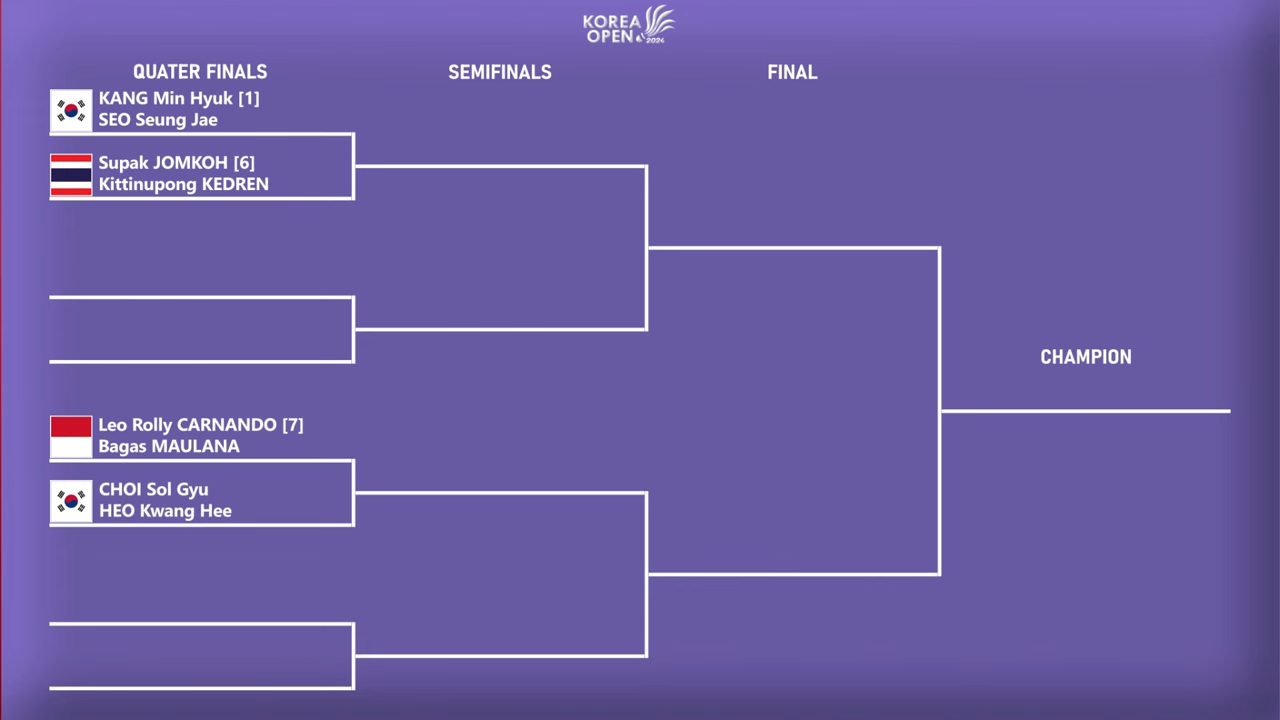 KOREA
OPEN 2024
QUATER FINALS
SEMIFINALS
FINAL
KANG Min Hyuk [1]
SEO Seung Jae
Supak JOMKOH [6]
Kittinupong KEDREN
CHAMPION
Leo Rolly CARNANDO [7]
Bagas MAULANA
CHOI Sol Gyu
HEO Kwang Hee